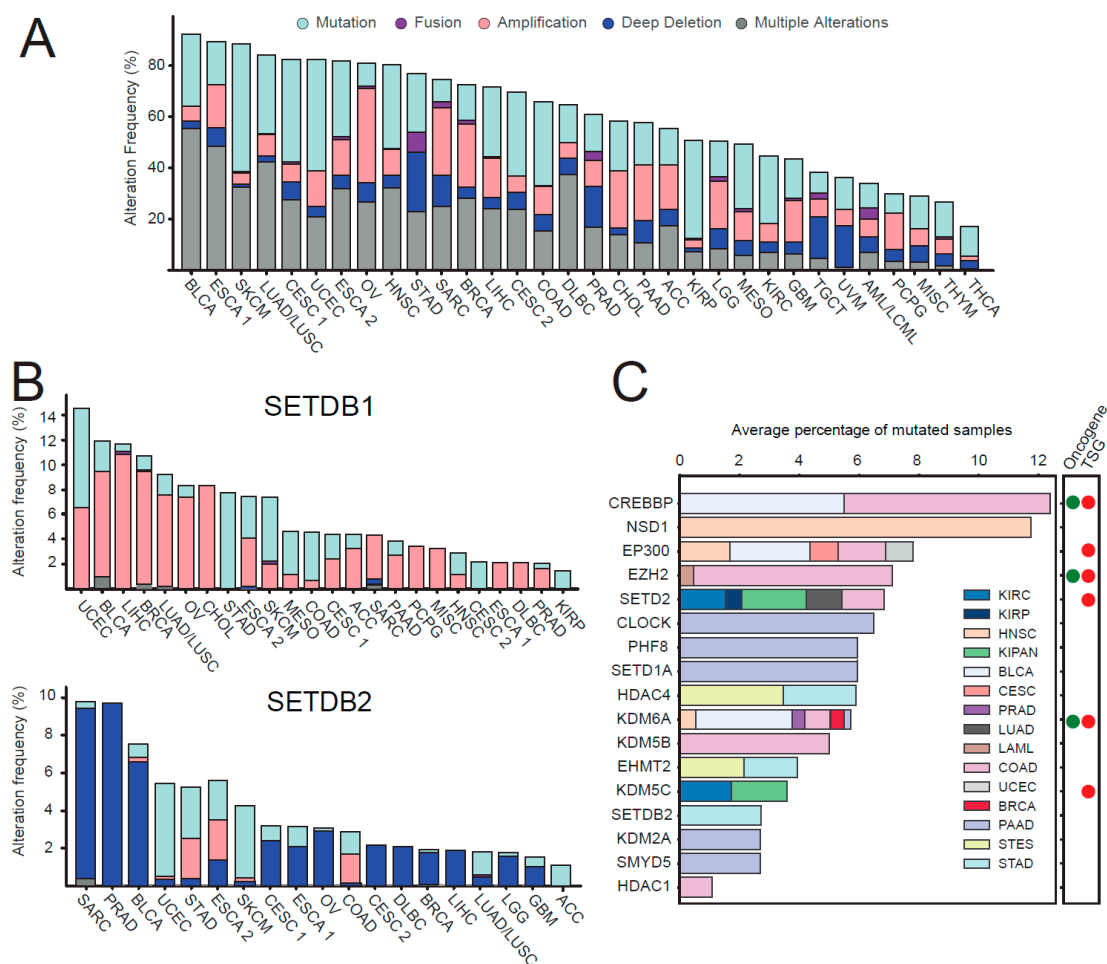 A
Mutation Fusion Amplification Deep Deletion Multiple Alterations
Alteration Frequency (%)
80
60
40
20
BLCA ESCA 1 SKCM LUAD/LUSC CESC 1 UCEC ESCA 2 OV HNSC STAD SARC BRCA LIHC CESC 2 COAD DLBC PRAD CHOL PAAD ACC KIRP LGG MESO KIRC GBM TGCT UVM AML/LCML PCPG MISC THYM THCA
B
SETDB1
Alteration frequency (%)
14
12
10
8
6
4
2
UCEC BLCA LIHC BRCA LUAD/LUSC OV CHOL STAD ESCA 2 SKCM MESO COAD CESC 1 ACC SARC PAAD PCPG MISC HNSC CESC 2 ESCA 1 DLBC PRAD KIRP
SETDB2
Alteration frequency (%)
10
8
6
4
2
SARC PRAD BLCA UCEC STAD ESCA 2 SKCM CESC 1 ESCA 1 OV COAD CESC 2 DLBC BRCA LIHC LUAD/LUSC LGG GBM ACC
C
Average percentage of mutated samples
0 2 4 6 8 10 12
Oncogene
TSG
CREBBP
NSD1
EP300
EZH2
SETD2
CLOCK
PHF8
SETD1A
HDAC4
KDM6A
KDM5B
EHMT2
KDM5C
SETDB2
KDM2A
SMYD5
HDAC1
KIRC
KIRP
HNSC
KIPAN
BLCA
CESC
PRAD
LUAD
LAML
COAD
UCEC
BRCA
PAAD
STES
STAD